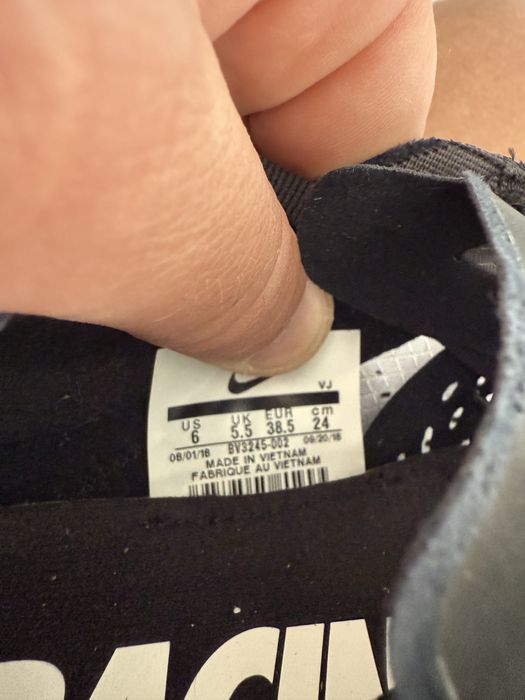 VJ
US UK EUR cm
6 5.5 38.5 24
08/01/18 BV3245-002 09/20/18
MADE IN VIETNAM
FABRIQUE AU VIETNAM
RACIN